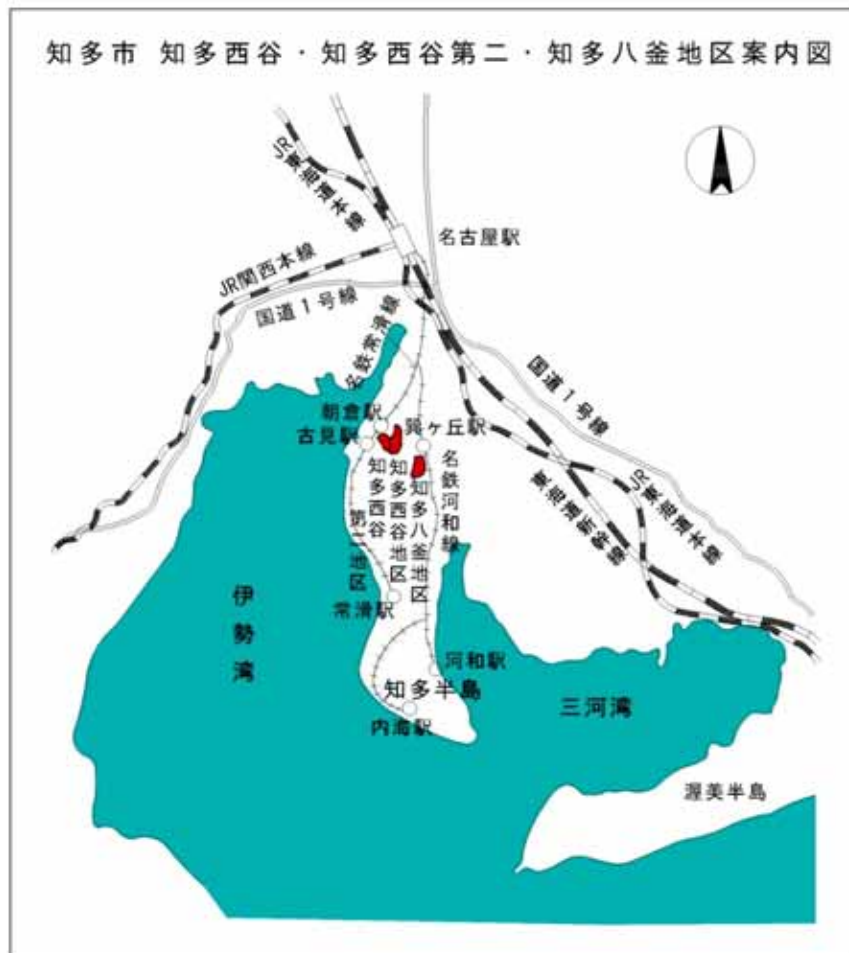 知多市 知多西谷・知多西谷第二・知多八釜地区案内図
JR東海道本線
名古屋駅
JR関西本線
国道1号線
名鉄常滑線
国道1号線
朝倉駅
巽ヶ丘駅
古見駅
知多西谷
第二地区
知多西谷地区
知多八釜地区
名鉄河和線
東海道新幹線
JR東海道本線
伊勢湾
常滑駅
河和駅
知多半島
三河湾
内海駅
渥美半島